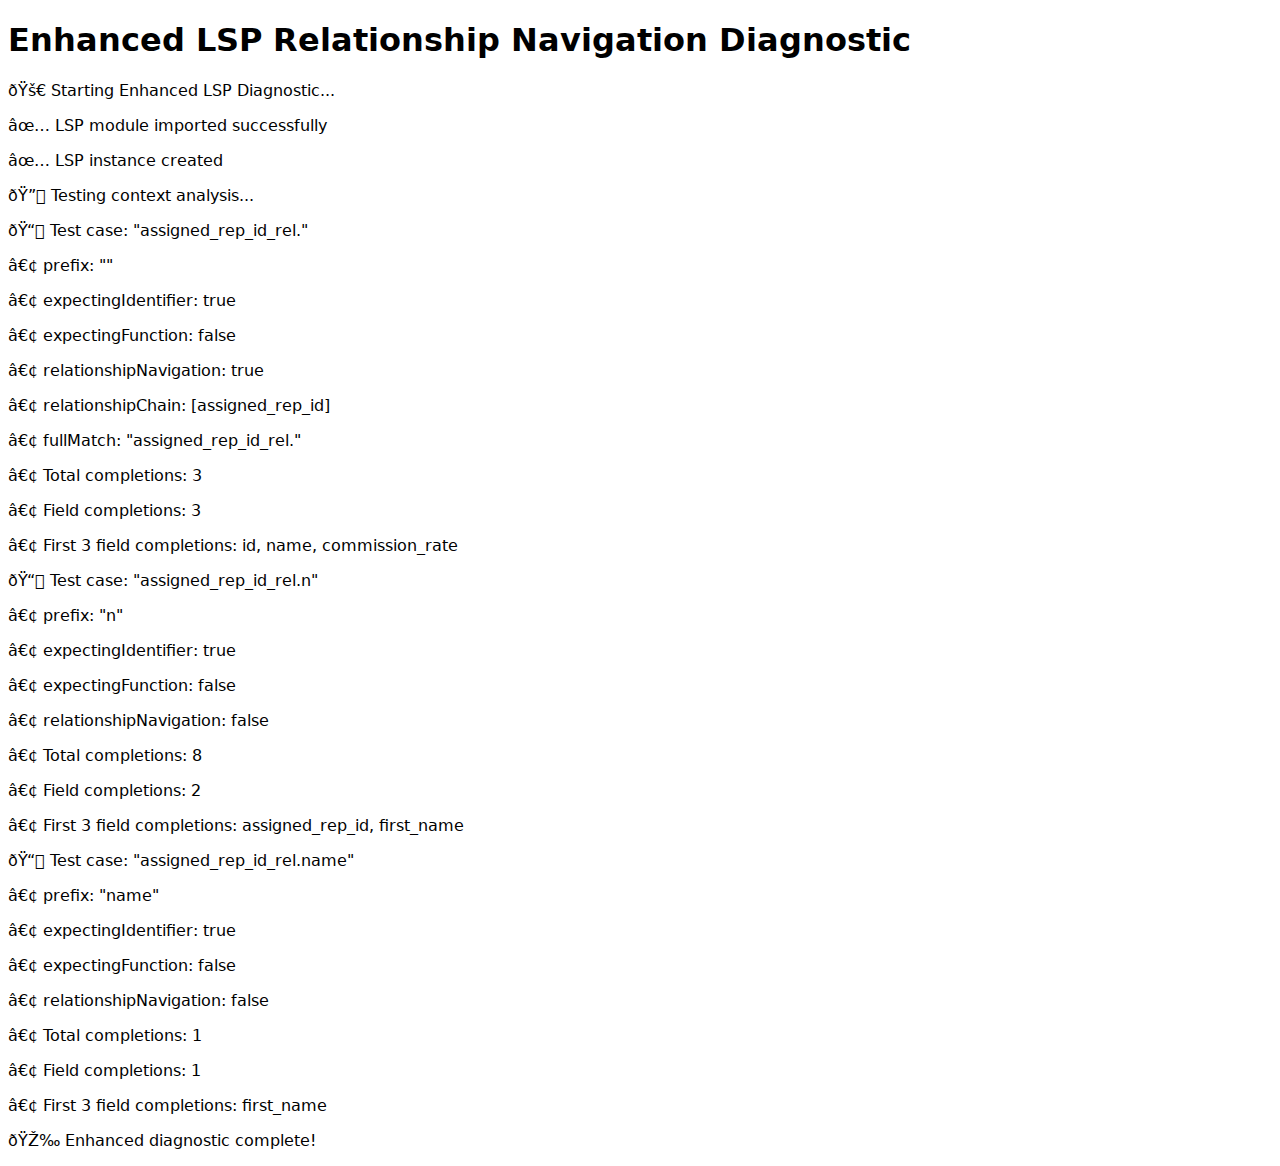 Enhanced LSP Relationship Navigation Diagnostic
ðŸš€ Starting Enhanced LSP Diagnostic...
âœ… LSP module imported successfully
âœ… LSP instance created
ðŸ” Testing context analysis...
ðŸ“ Test case: "assigned_rep_id_rel."
â€¢ prefix: ""
â€¢ expectingIdentifier: true
â€¢ expectingFunction: false
â€¢ relationshipNavigation: true
â€¢ relationshipChain: [assigned_rep_id]
â€¢ fullMatch: "assigned_rep_id_rel."
â€¢ Total completions: 3
â€¢ Field completions: 3
â€¢ First 3 field completions: id, name, commission_rate
ðŸ“ Test case: "assigned_rep_id_rel.n"
â€¢ prefix: "n"
â€¢ expectingIdentifier: true
â€¢ expectingFunction: false
â€¢ relationshipNavigation: false
â€¢ Total completions: 8
â€¢ Field completions: 2
â€¢ First 3 field completions: assigned_rep_id, first_name
ðŸ“ Test case: "assigned_rep_id_rel.name"
â€¢ prefix: "name"
â€¢ expectingIdentifier: true
â€¢ expectingFunction: false
â€¢ relationshipNavigation: false
â€¢ Total completions: 1
â€¢ Field completions: 1
â€¢ First 3 field completions: first_name
ðŸŽ‰ Enhanced diagnostic complete!